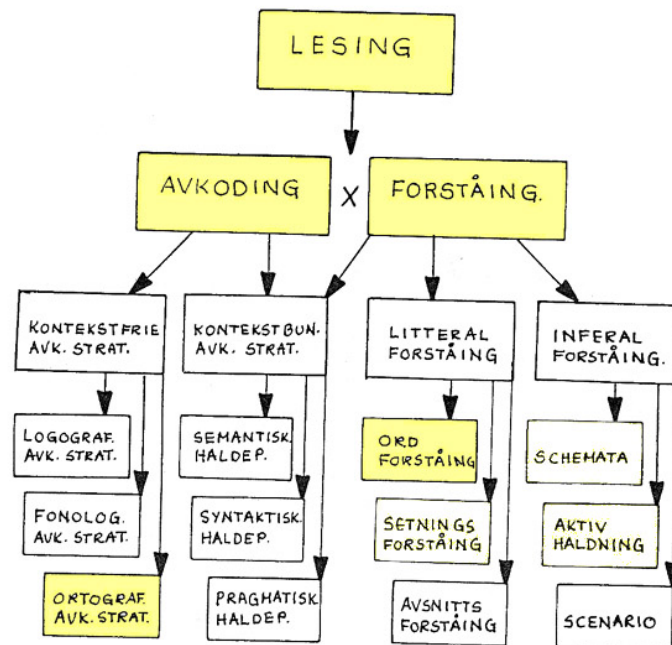 LESING
AVKODING X FORSTÅING.
KONTEKSTFRIE
AVK. STRAT.
KONTEKSTBUN.
AVK. STRAT.
LITTERAL
FORSTÅING
INFERAL
FORSTÅING.
LOGOGRAF.
AVK. STRAT.
SEMANTISK.
HALDEP.
ORD
FORSTÅING
SCHEMATA
FONOLOG.
AVK. STRAT.
SYNTAKTISK.
HALDEP.
SETNINGS
FORSTÅING
AKTIV
HALDNING
ORTOGRAF.
AVK. STRAT.
PRAGMATISK.
HALDEP.
AVSNITTS
FORSTÅING
SCENARIO